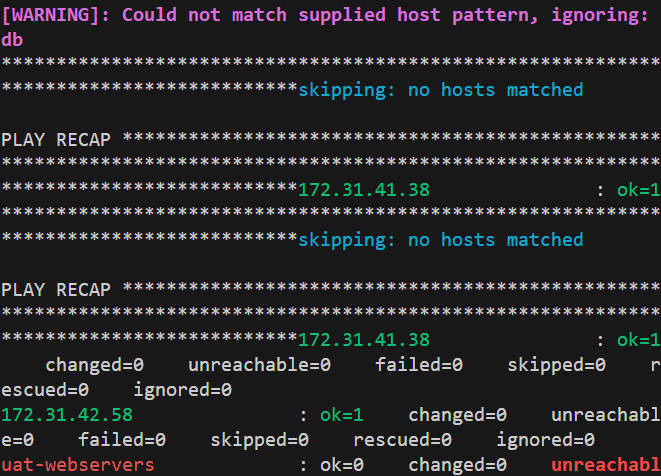 [WARNING]: Could not match supplied host pattern, ignoring:
db
************************************************************
***************************skipping: no hosts matched
PLAY RECAP *************************************************
************************************************************
***************************172.31.41.38               : ok=1
************************************************************
***************************skipping: no hosts matched
PLAY RECAP *************************************************
************************************************************
***************************172.31.41.38               : ok=1
    changed=0    unreachable=0    failed=0    skipped=0    r
escued=0    ignored=0
172.31.42.58               : ok=1    changed=0    unreachabl
e=0    failed=0    skipped=0    rescued=0    ignored=0
uat-webservers             : ok=0    changed=0    unreachabl